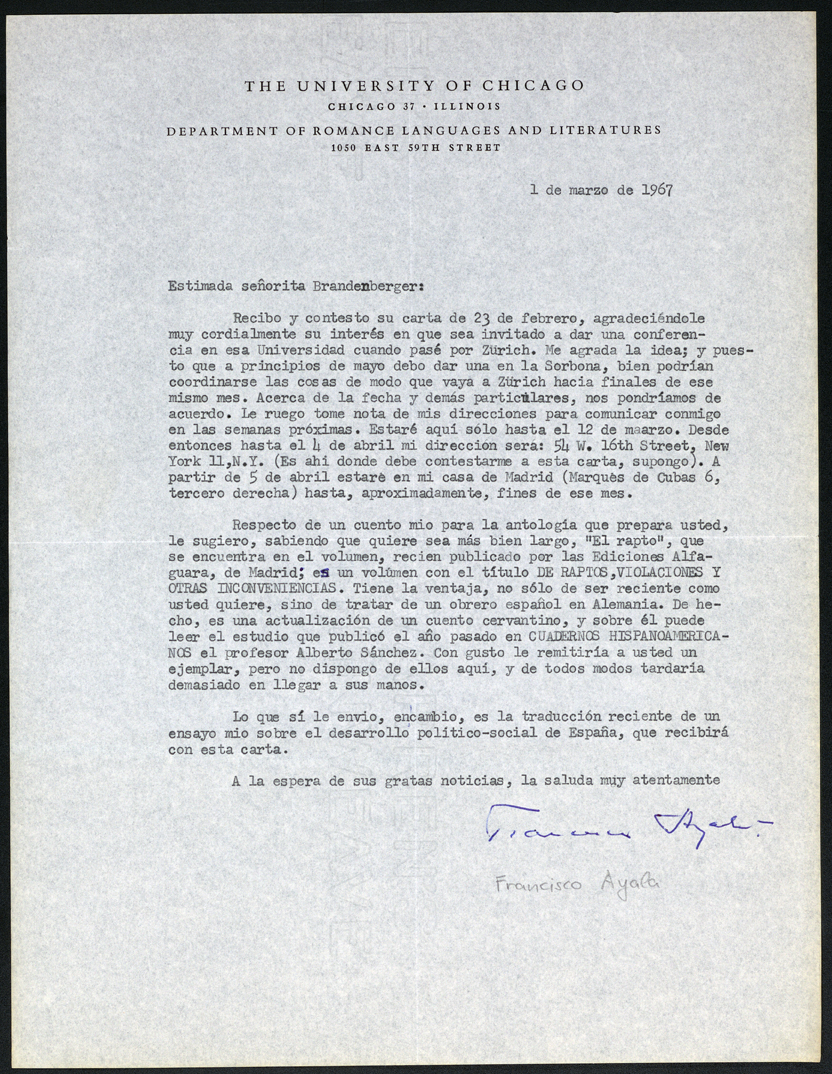 THE UNIVERSITY OF CHICAGO
CHICAGO 37 · ILLINOIS
DEPARTMENT OF ROMANCE LANGUAGES AND LITERATURES
1050 EAST 59TH STREET
1 de marzo de 1967
Estimada señorita Brandenberger:
Recibo y contesto su carta de 23 de febrero, agradeciéndole
muy cordialmente su interés en que sea invitado a dar una conferen-
cia en esa Universidad cuando pasé por Zürich. Me agrada la idea; y pues-
to que a principios de mayo debo dar una en la Sorbona, bien podrían
coordinarse las cosas de modo que vaya a Zürich hacia finales de ese
mismo mes. Acerca de la fecha y demás particulares, nos pondríamos de
acuerdo. Le ruego tome nota de mis direcciones para comunicar conmigo
en las semanas próximas. Estaré aquí sólo hasta el 12 de maarzo. Desde
entonces hasta el 4 de abril mi direccion será: 54 W. 16th Street, New
York 11,N.Y. (Es ahi donde debe contestarme a esta carta, supongo). A
partir de 5 de abril estaré en mi casa de Madrid (Marqués de Cubas 6,
tercero derecha) hasta, aproximadamente, fines de ese mes.
Respecto de un cuento mio para la antología que prepara usted,
le sugiero, sabiendo que quiere sea más bien largo, "El rapto", que
se encuentra en el volumen, recien publicado por las Ediciones Alfa-
guara, de Madrid; es un volúmen con el título DE RAPTOS,VIOLACIONES Y
OTRAS INCONVENIENCIAS. Tiene la ventaja, no sólo de ser reciente como
usted quiere, sino de tratar de un obrero español en Alemania. De he-
cho, es una actualización de un cuento cervantino, y sobre él puede
leer el estudio que publicó el año pasado en CUADERNOS HISPANOAMERICA-
NOS el profesor Alberto Sánchez. Con gusto le remitiría a usted un
ejemplar, pero no dispongo de ellos aquí, y de todos modos tardaría
demasiado en llegar a sus manos.
Lo que sí le envio, encambio, es la traducción reciente de un
ensayo mio sobre el desarrollo político-social de España, que recibirá
con esta carta.
A la espera de sus gratas noticias, la saluda muy atentamente
Francisco Ayala
Francisco Ayala